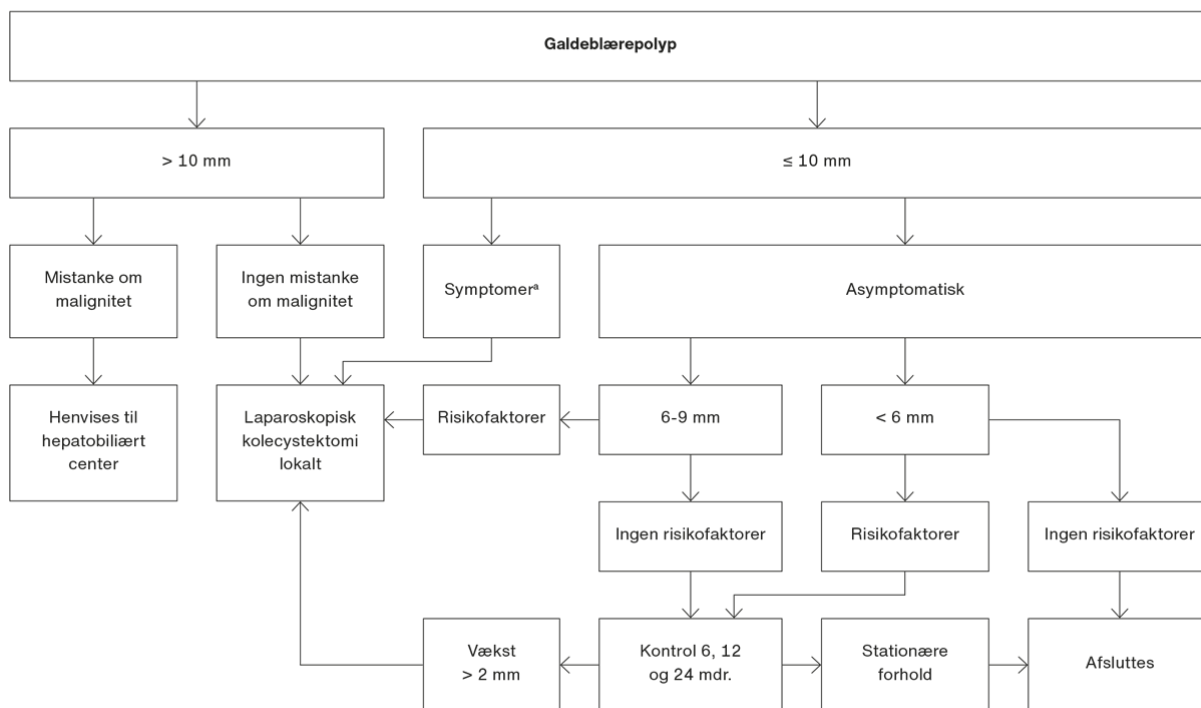 Galdeblærepolyp
> 10 mm
≤ 10 mm
Mistanke om
malignitet
Ingen mistanke
om malignitet
Symptomerᵃ
Asymptomatisk
Henvises til
hepatobiliært
center
Laparoskopisk
kolecystektomi
lokalt
Risikofaktorer
6-9 mm
< 6 mm
Ingen risikofaktorer
Risikofaktorer
Ingen risikofaktorer
Vækst
> 2 mm
Kontrol 6, 12
og 24 mdr.
Stationære
forhold
Afsluttes